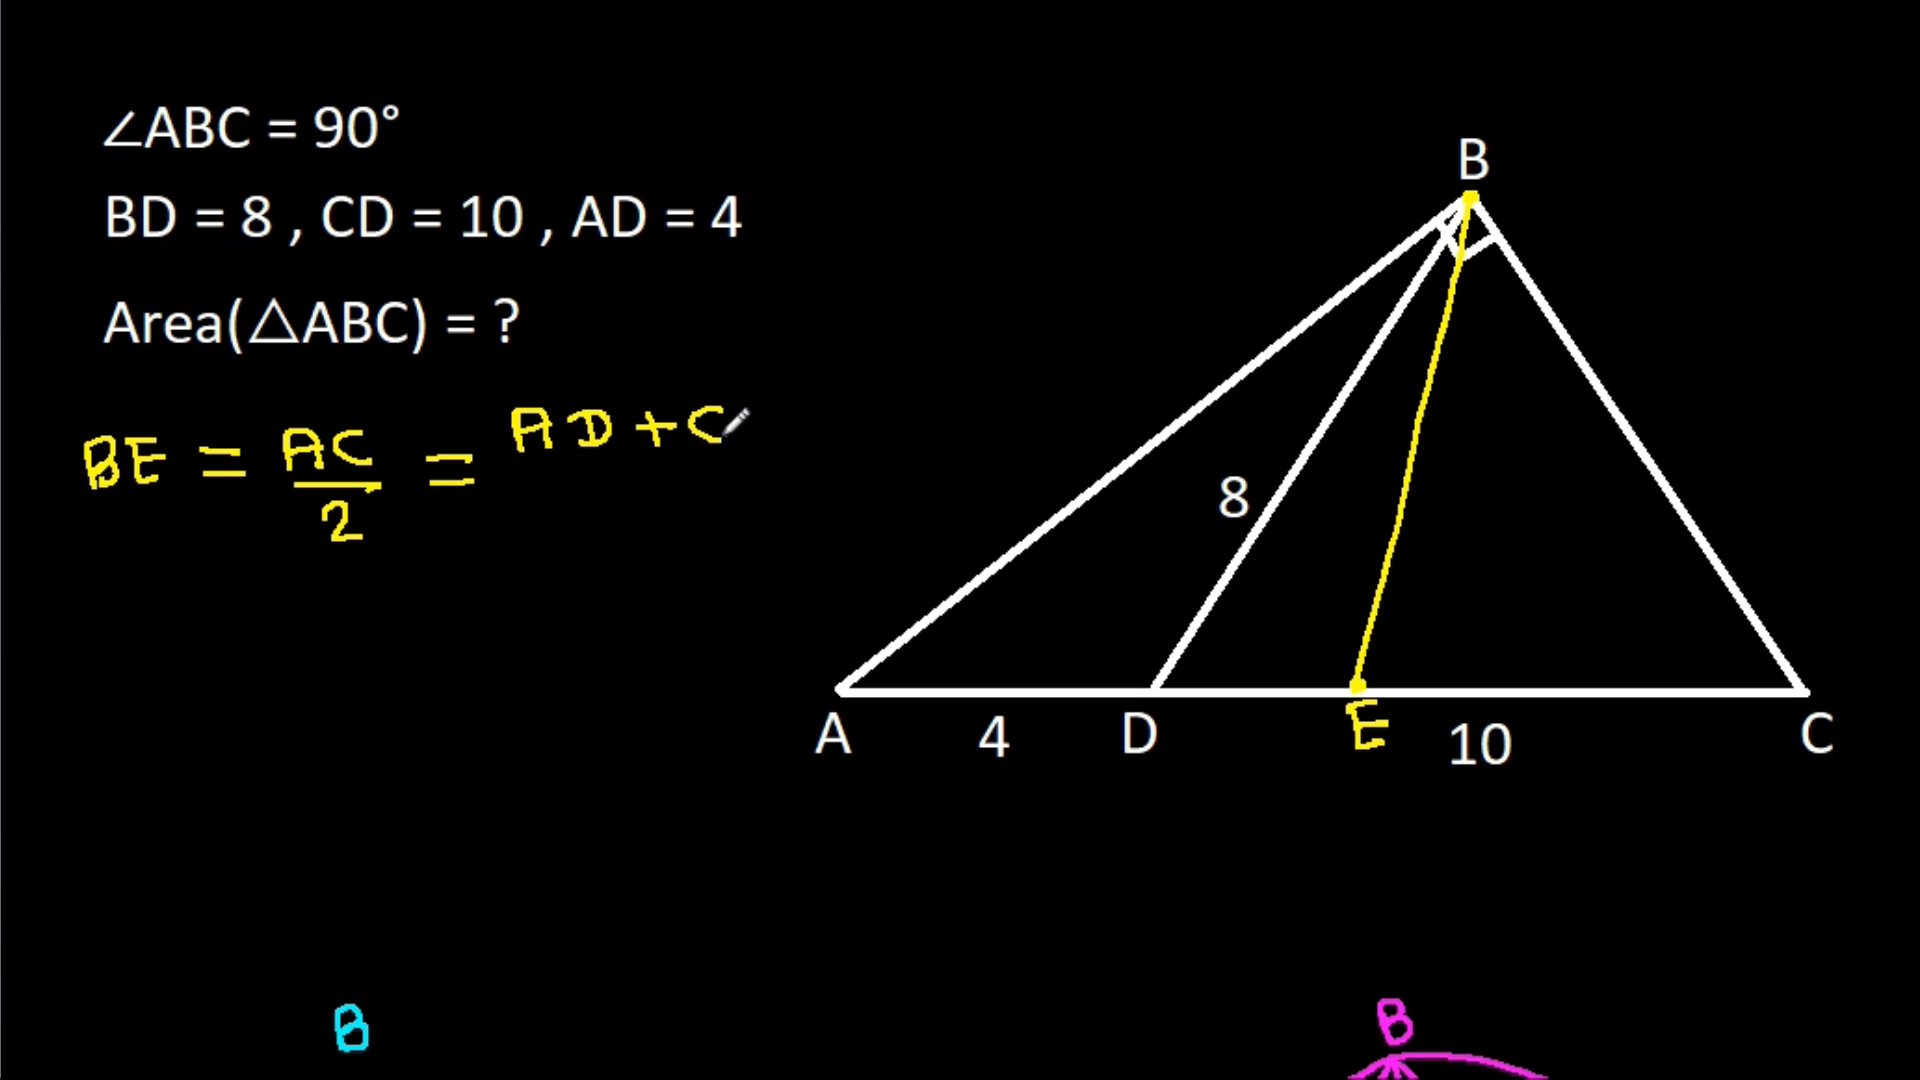 ∠ABC = 90°
BD = 8 , CD = 10 , AD = 4
Area(△ABC) = ?
BE = AC/2 = AD + C
B
8
A 4 D E 10 C
B B